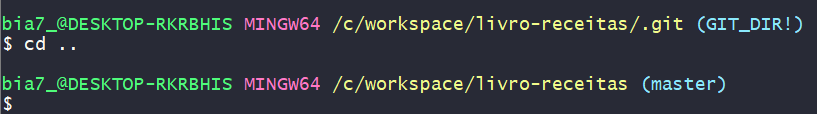 bia7_@DESKTOP-RKRBHIS MINGW64 /c/workspace/livro-receitas/.git (GIT_DIR!)
$ cd ..
bia7_@DESKTOP-RKRBHIS MINGW64 /c/workspace/livro-receitas (master)
$